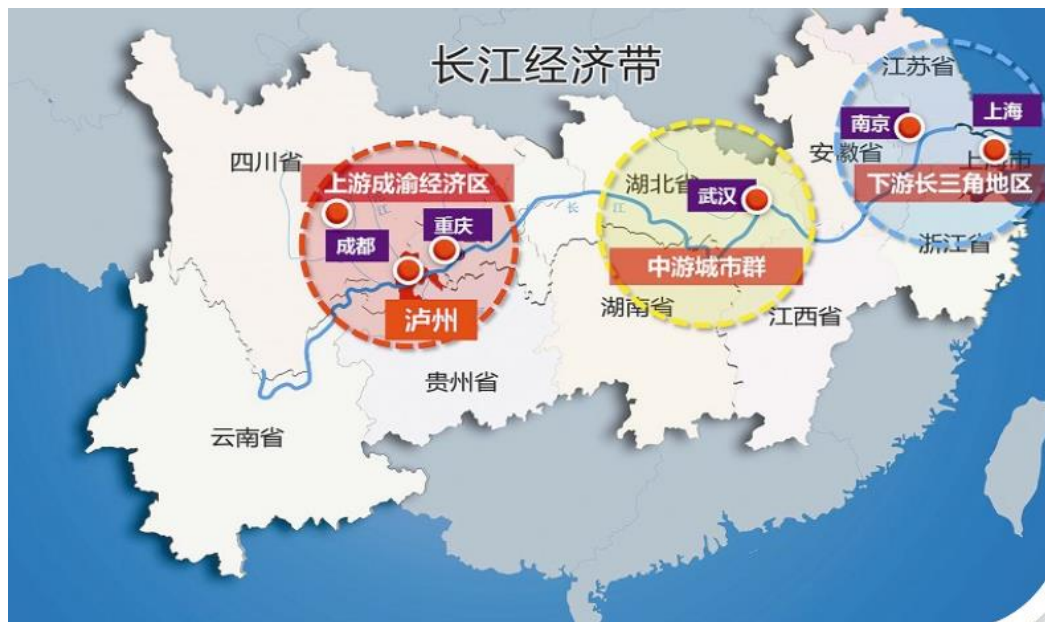 长江经济带
江苏省
南京
上海
安徽省
上海市
下游长三角地区
浙江省
四川省
上游成渝经济区
成都
重庆
泸州
湖北省
武汉
长
江
中游城市群
湖南省
江西省
贵州省
云南省